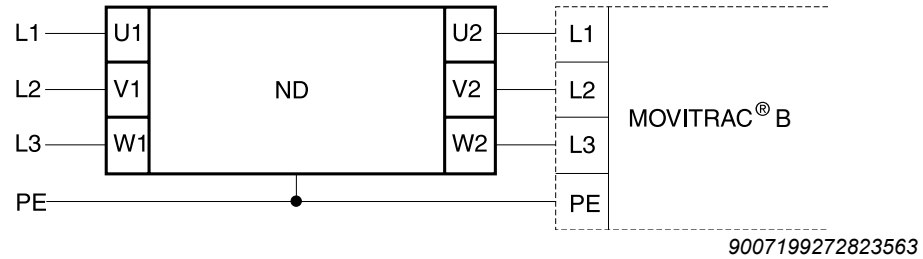 L1 U1 U2 L1
L2 V1 ND V2 L2
MOVITRAC® B
L3 W1 W2 L3
PE PE
9007199272823563